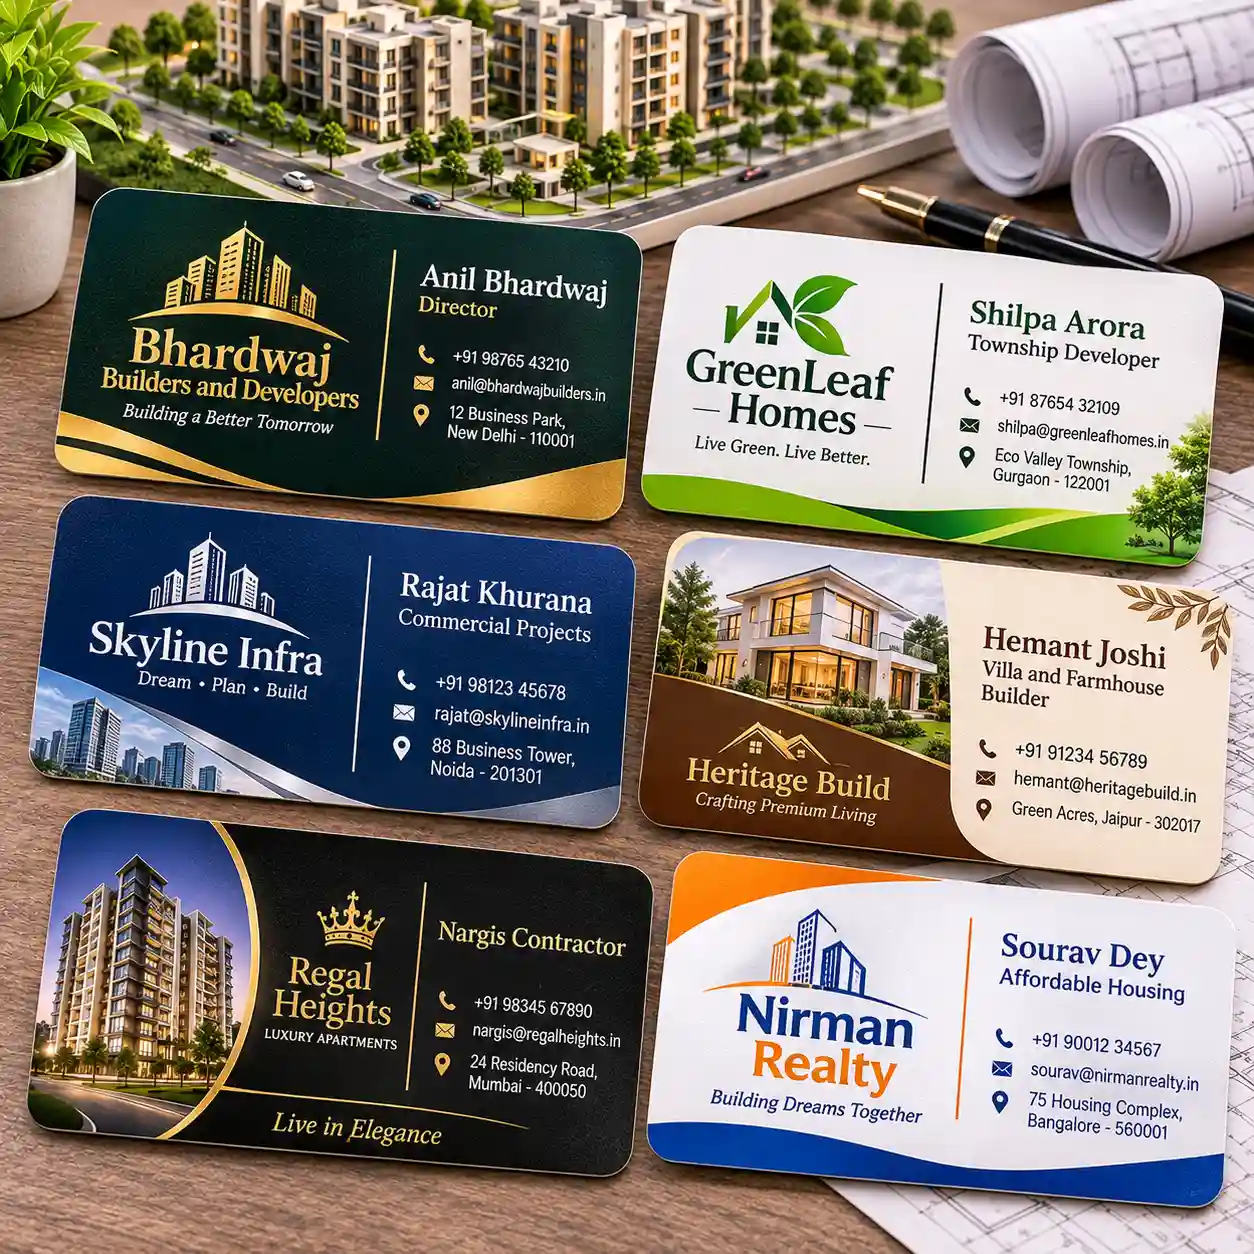 Bhardwaj
Builders and Developers
Building a Better Tomorrow
Anil Bhardwaj
Director
+91 98765 43210
anil@bhardwajbuilders.in
12 Business Park,
New Delhi - 110001
GreenLeaf
Homes
Live Green. Live Better.
Shilpa Arora
Township Developer
+91 87654 32109
shilpa@greenleafhomes.in
Eco Valley Township,
Gurgaon - 122001
Skyline Infra
Dream • Plan • Build
Rajat Khurana
Commercial Projects
+91 98123 45678
rajat@skylineinfra.in
88 Business Tower,
Noida - 201301
Heritage Build
Crafting Premium Living
Hemant Joshi
Villa and Farmhouse
Builder
+91 91234 56789
hemant@heritagebuild.in
Green Acres, Jaipur - 302017
Regal
Heights
LUXURY APARTMENTS
Live in Elegance
Nargis Contractor
+91 98345 67890
nargis@regalheights.in
24 Residency Road,
Mumbai - 400050
Nirman
Realty
Building Dreams Together
Sourav Dey
Affordable Housing
+91 90012 34567
sourav@nirmanrealty.in
75 Housing Complex,
Bangalore - 560001